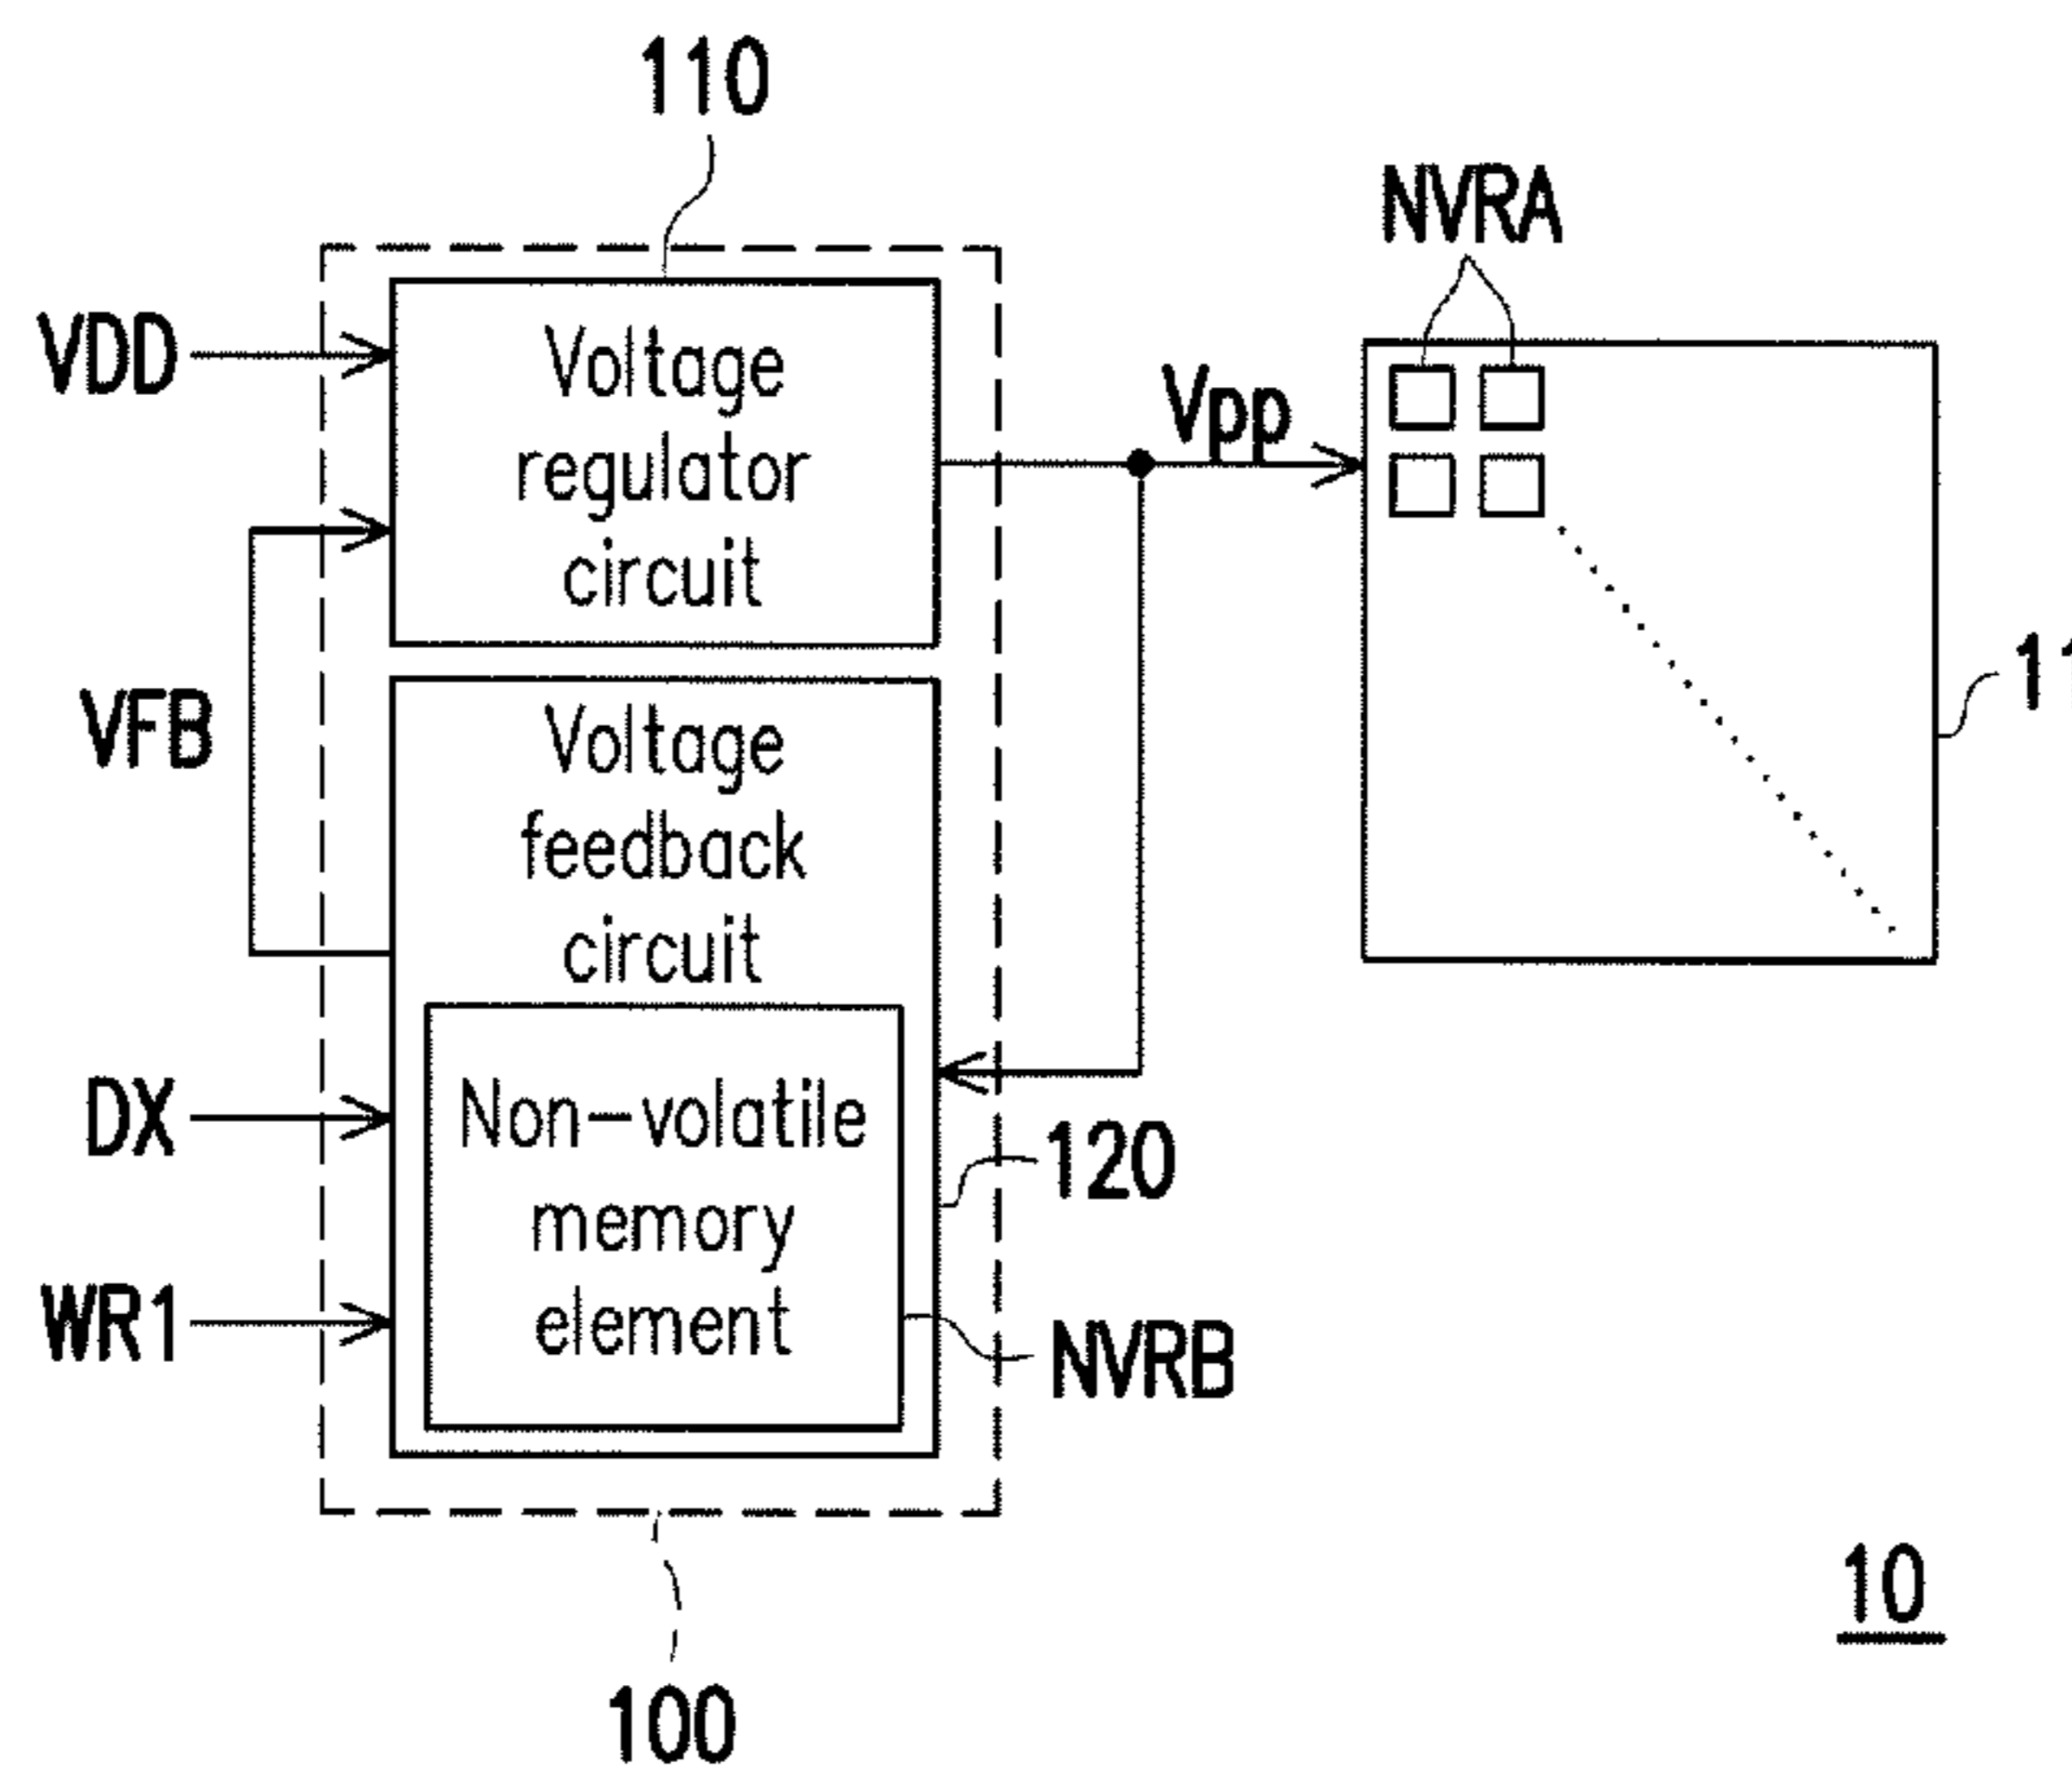 110
NVRA
VDD
Voltage
regulator
circuit
Vpp
VFB
11
Voltage
feedback
circuit
DX
Non-volatile
memory
element
120
WR1
NVRB
100
10